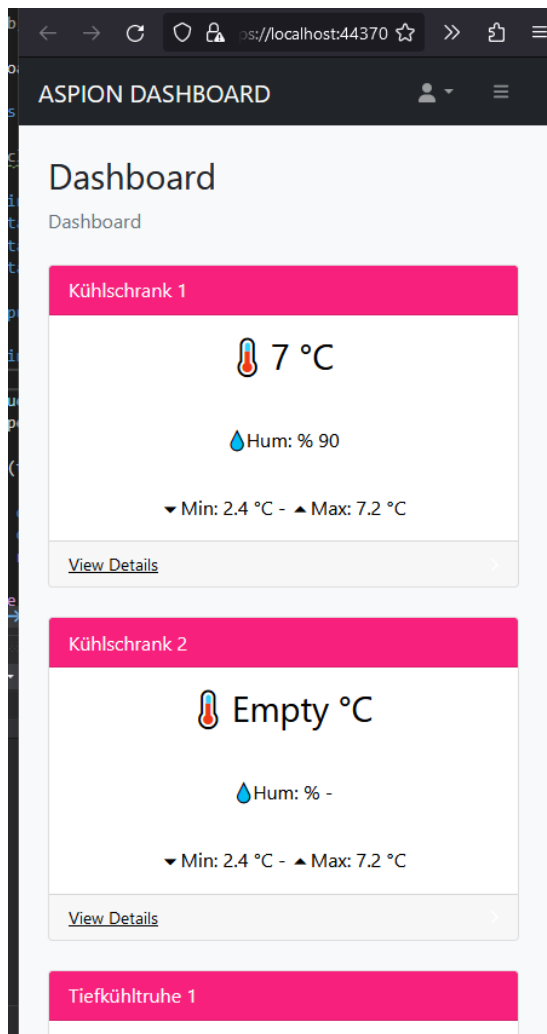 ps://localhost:44370
ASPION DASHBOARD
Dashboard
Dashboard
Kühlschrank 1
7 °C
Hum: % 90
Min: 2.4 °C - Max: 7.2 °C
View Details
Kühlschrank 2
Empty °C
Hum: % -
Min: 2.4 °C - Max: 7.2 °C
View Details
Tiefkühltruhe 1